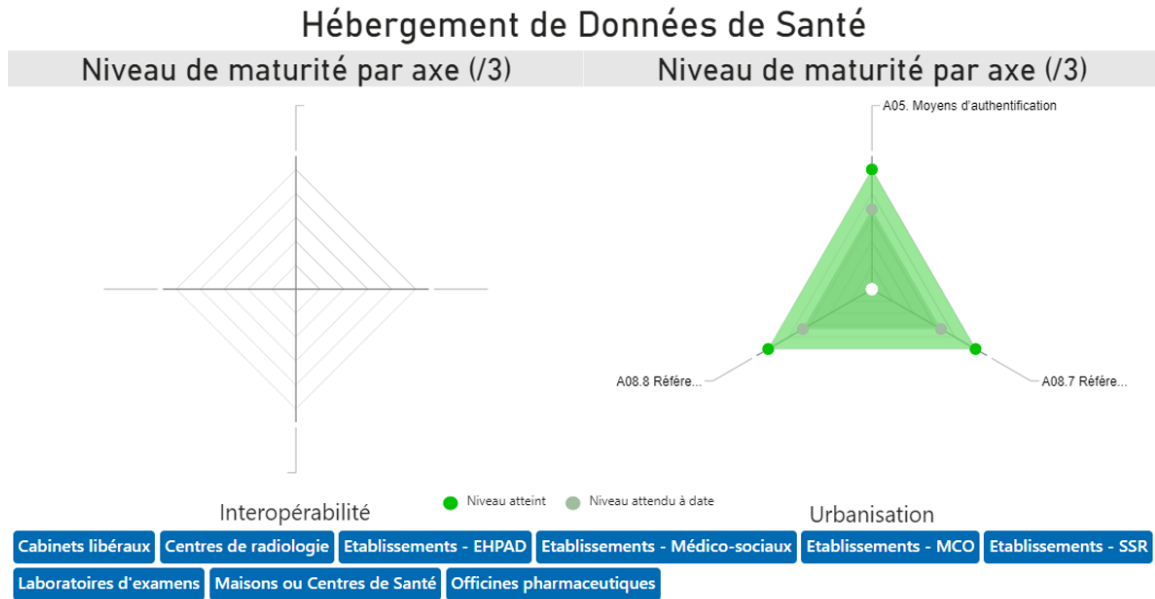 Hébergement de Données de Santé
Niveau de maturité par axe (/3)
Niveau de maturité par axe (/3)
A05. Moyens d'authentification
A08.8 Référe...
A08.7 Référe...
Niveau atteint
Niveau attendu à date
Interopérabilité
Urbanisation
Cabinets libéraux
Centres de radiologie
Etablissements - EHPAD
Etablissements - Médico-sociaux
Etablissements - MCO
Etablissements - SSR
Laboratoires d'examens
Maisons ou Centres de Santé
Officines pharmaceutiques